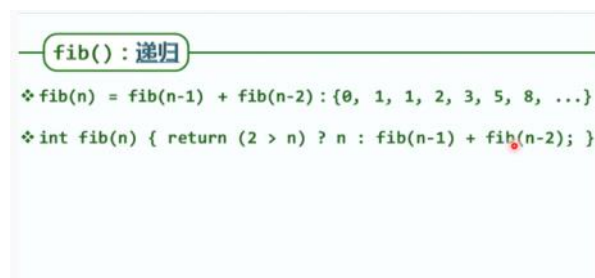 fib()：递归
fib(n) = fib(n-1) + fib(n-2)：{0, 1, 1, 2, 3, 5, 8, ...}
int fib(n) { return (2 > n) ? n : fib(n-1) + fib(n-2); }